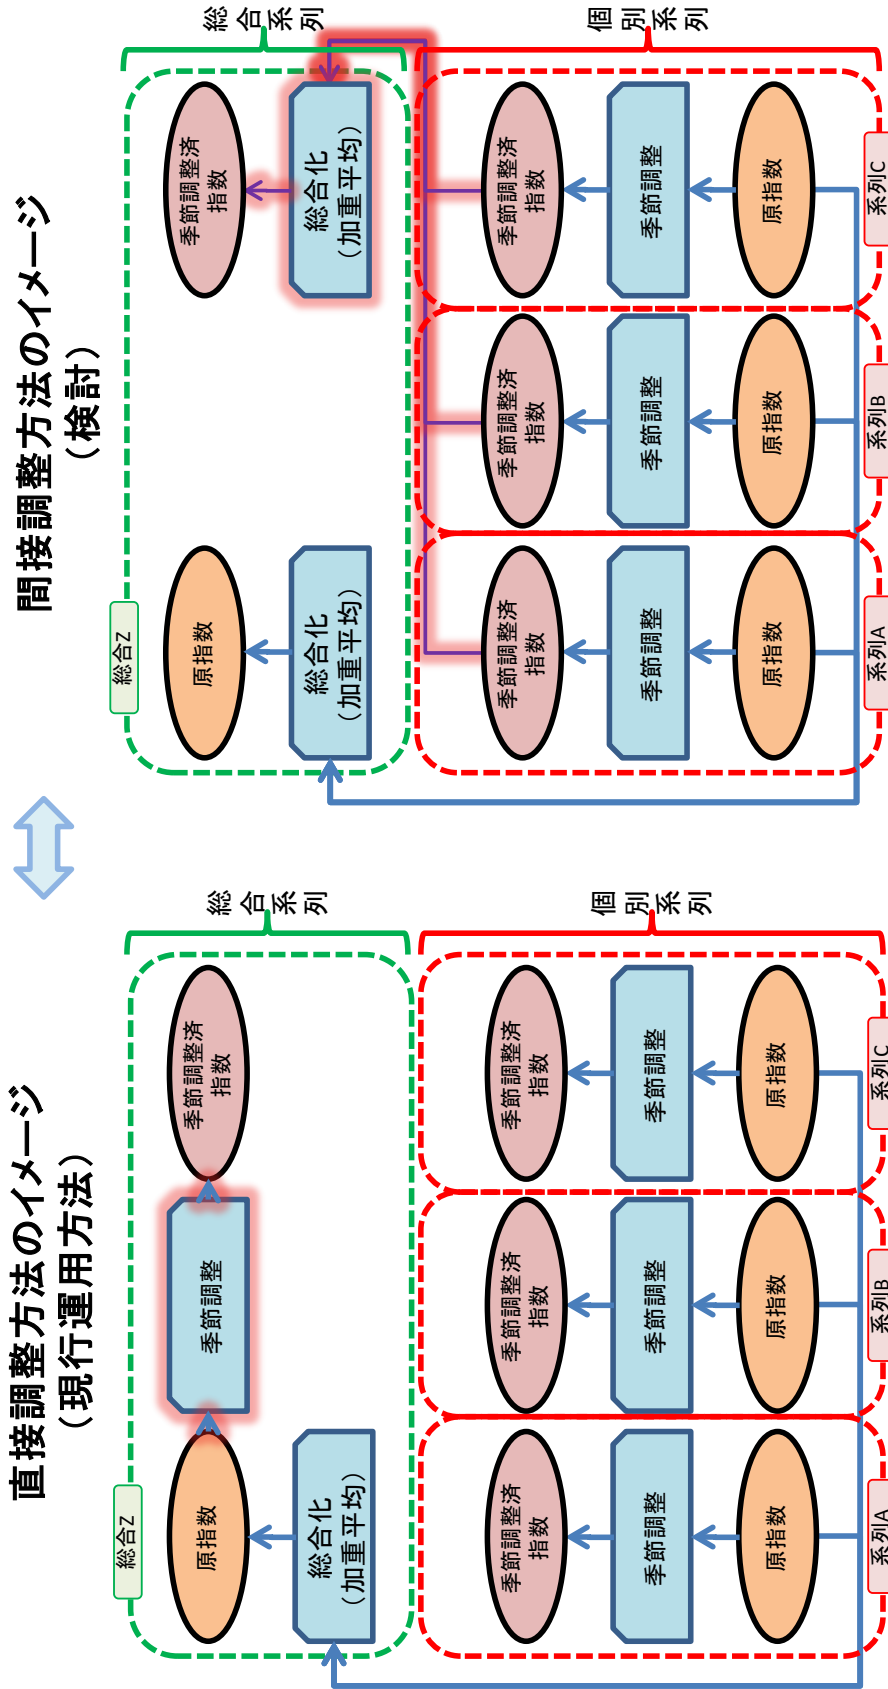 直接調整方法のイメージ
（現行運用方法）
総合Z
原指数
季節調整
季節調整済
指数
総合化
（加重平均）
総合系列
季節調整済
指数
季節調整済
指数
季節調整済
指数
季節調整
季節調整
季節調整
原指数
原指数
原指数
系列A
系列B
系列C
個別系列
間接調整方法のイメージ
（検討）
総合Z
原指数
季節調整済
指数
総合化
（加重平均）
総合化
（加重平均）
総合系列
季節調整済
指数
季節調整済
指数
季節調整済
指数
季節調整
季節調整
季節調整
原指数
原指数
原指数
系列A
系列B
系列C
個別系列